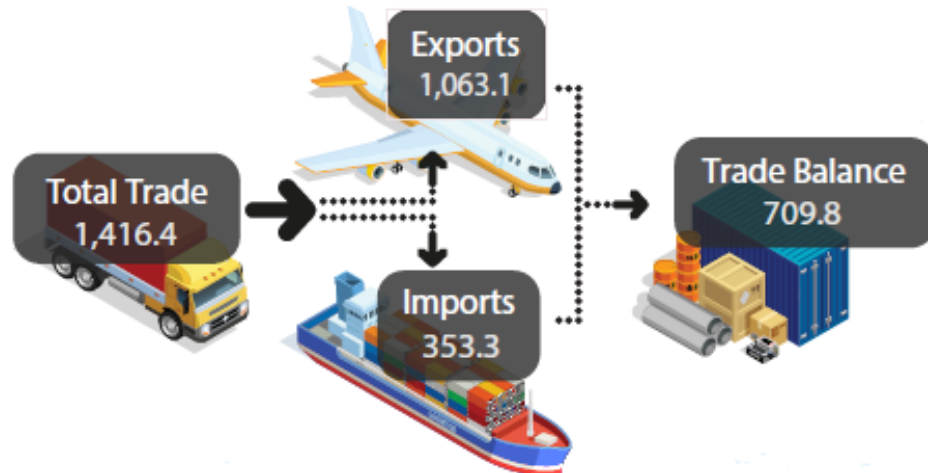 Exports
1,063.1
Total Trade
1,416.4
Trade Balance
709.8
Imports
353.3